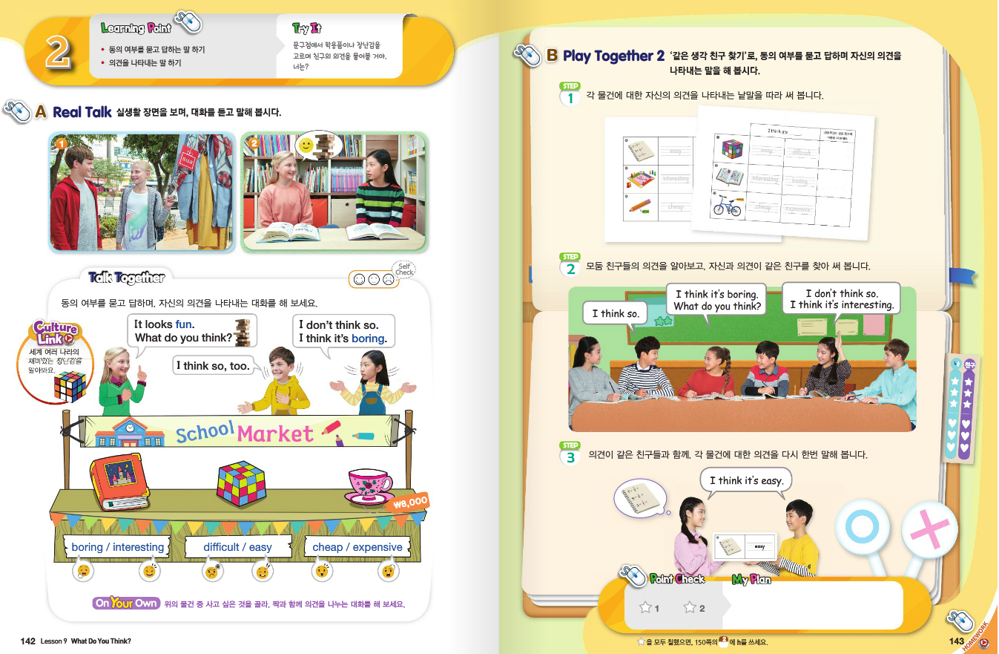 2
Learning Point
동의 여부를 묻고 답하는 말 하기
의견을 나타내는 말 하기
Try It
문구점에서 학용품이나 장난감을
고르며 친구의 의견을 물어볼 거야.
너는?
A Real Talk 실생활 장면을 보며, 대화를 듣고 말해 봅시다.
1
SALE
2
Talk Together
Self
Check
동의 여부를 묻고 답하며, 자신의 의견을 나타내는 대화를 해 보세요.
Culture
Link
세계 여러 나라의
재미있는 장난감을
알아봐요.
It looks fun.
What do you think?
I think so, too.
I don't think so.
I think it's boring.
School Market
₩8,000
boring / interesting
difficult / easy
cheap / expensive
On Your Own 위의 물건 중 사고 싶은 것을 골라, 짝과 함께 의견을 나누는 대화를 해 보세요.
142 Lesson 9 What Do You Think?
B Play Together 2 ‘같은 생각 친구 찾기’로, 동의 여부를 묻고 답하며 자신의 의견을
나타내는 말을 해 봅시다.
STEP
1 각 물건에 대한 자신의 의견을 나타내는 낱말을 따라 써 봅니다.
easy
interesting
cheap
I think it's
easy difficult
interesting boring
cheap expensive
STEP
2 모둠 친구들의 의견을 알아보고, 자신과 의견이 같은 친구를 찾아 써 봅니다.
I think so.
I think it's boring.
What do you think?
I don't think so.
I think it's interesting.
나 친구
STEP
3 의견이 같은 친구들과 함께, 각 물건에 대한 의견을 다시 한번 말해 봅니다.
I think it's easy.
easy
Point Check
1 2
My Plan
을 모두 칠했으면, 150쪽의 2 에 h를 쓰세요.
143
HOMEWORK